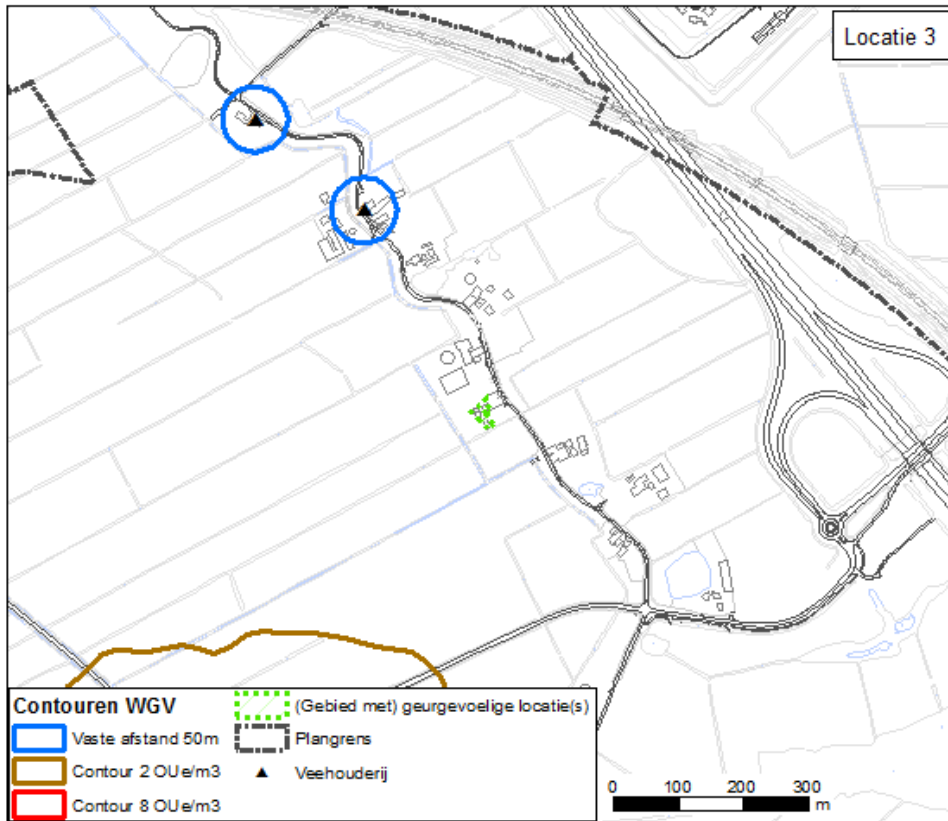 Locatie 3
Contouren WGV
Vaste afstand 50m
Contour 2 OUe/m3
Contour 8 OUe/m3
(Gebied met) geurgevoelige locatie(s)
Plangrens
Veehouderij
0 100 200 300
m